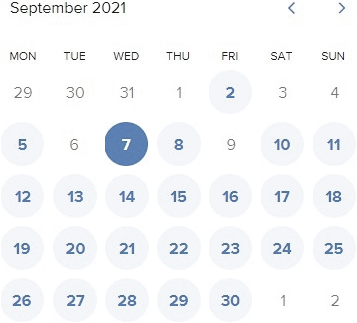 September 2021
MON TUE WED THU FRI SAT SUN
29 30 31 1 2 3 4
5 6 7 8 9 10 11
12 13 14 15 16 17 18
19 20 21 22 23 24 25
26 27 28 29 30 1 2